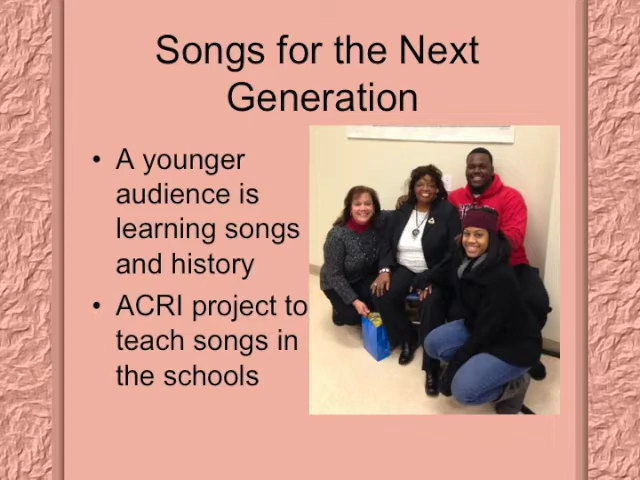 Songs for the Next
Generation
• A younger
audience is
learning songs
and history
• ACRI project to
teach songs in
the schools